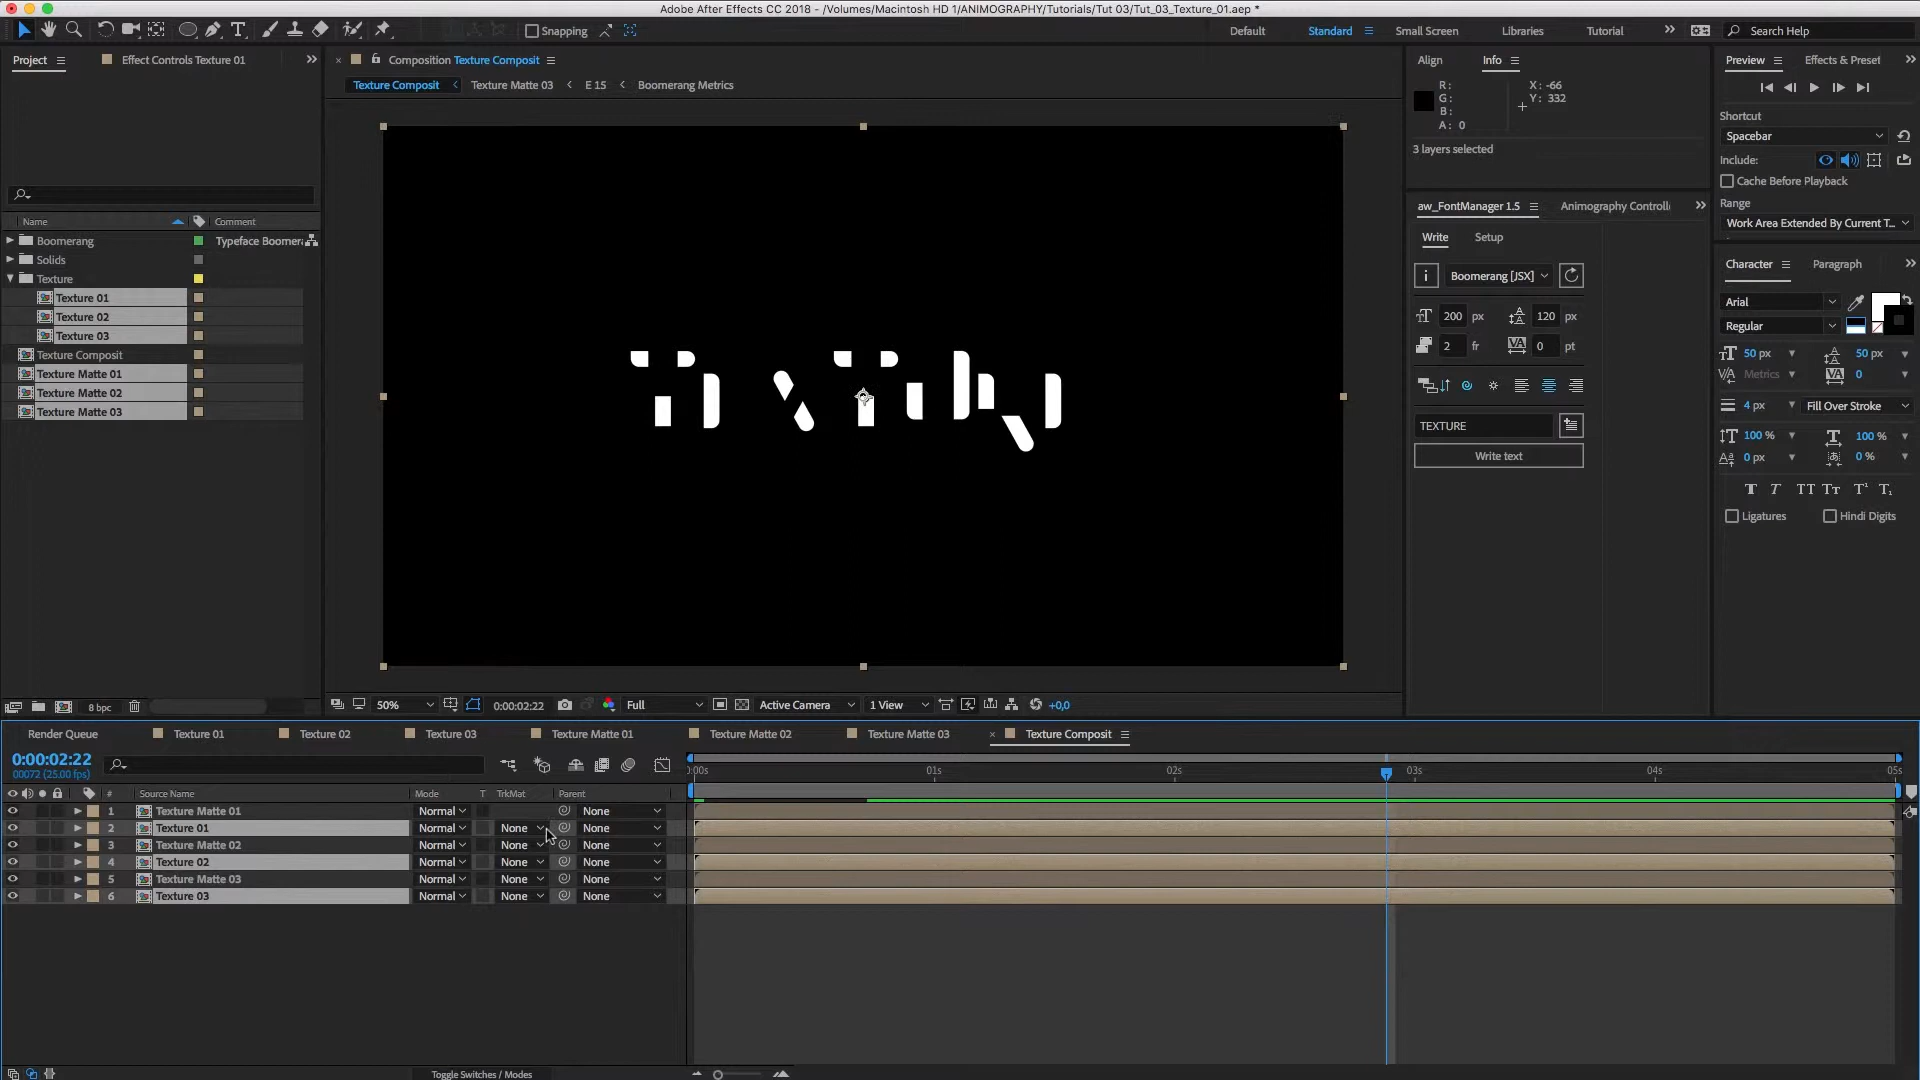 Adobe After Effects CC 2018 - /Volumes/Macintosh HD 1/ANIMOGRAPHY/Tutorials/Tut 03/Tut_03_Texture_01.aep *
Snapping
Default
Standard
Small Screen
Libraries
Tutorial
Search Help
Project
Effect Controls Texture 01
Composition Texture Composit
Align
Info
Preview
Effects & Preset
Texture Composit
Texture Matte 03
E 15
Boomerang Metrics
R:
G:
B:
A: 0
X: -66
Y: 332
3 layers selected
Shortcut
Spacebar
Include:
Cache Before Playback
Range
Work Area Extended By Current T...
Name
Comment
Boomerang
Typeface Boomer
Solids
Texture
Texture 01
Texture 02
Texture 03
Texture Composit
Texture Matte 01
Texture Matte 02
Texture Matte 03
aw_FontManager 1.5
Animography Controll
Write
Setup
Boomerang [JSX]
200 px
120 px
2 fr
0 pt
TEXTURE
Write text
Character
Paragraph
Arial
Regular
50 px
50 px
Metrics
0
4 px
Fill Over Stroke
100 %
100 %
0 px
0 %
Ligatures
Hindi Digits
8 bpc
50%
0:00:02:22
Full
Active Camera
1 View
+0,0
Render Queue
Texture 01
Texture 02
Texture 03
Texture Matte 01
Texture Matte 02
Texture Matte 03
Texture Composit
0:00:02:22
00072 (25.00 fps)
0:00s
01s
02s
03s
04s
05s
#
Source Name
Mode
T
TrkMat
Parent
1 Texture Matte 01 Normal None
2 Texture 01 Normal None None
3 Texture Matte 02 Normal None None
4 Texture 02 Normal None None
5 Texture Matte 03 Normal None None
6 Texture 03 Normal None None
Toggle Switches / Modes